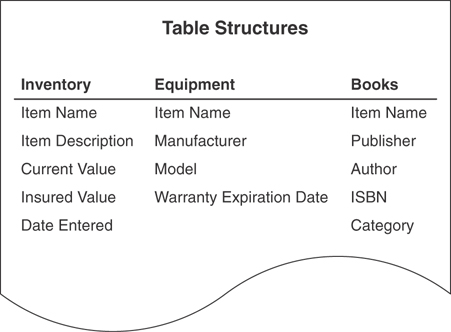 Table Structures
Inventory Equipment Books
Item Name Item Name Item Name
Item Description Manufacturer Publisher
Current Value Model Author
Insured Value Warranty Expiration Date ISBN
Date Entered Category